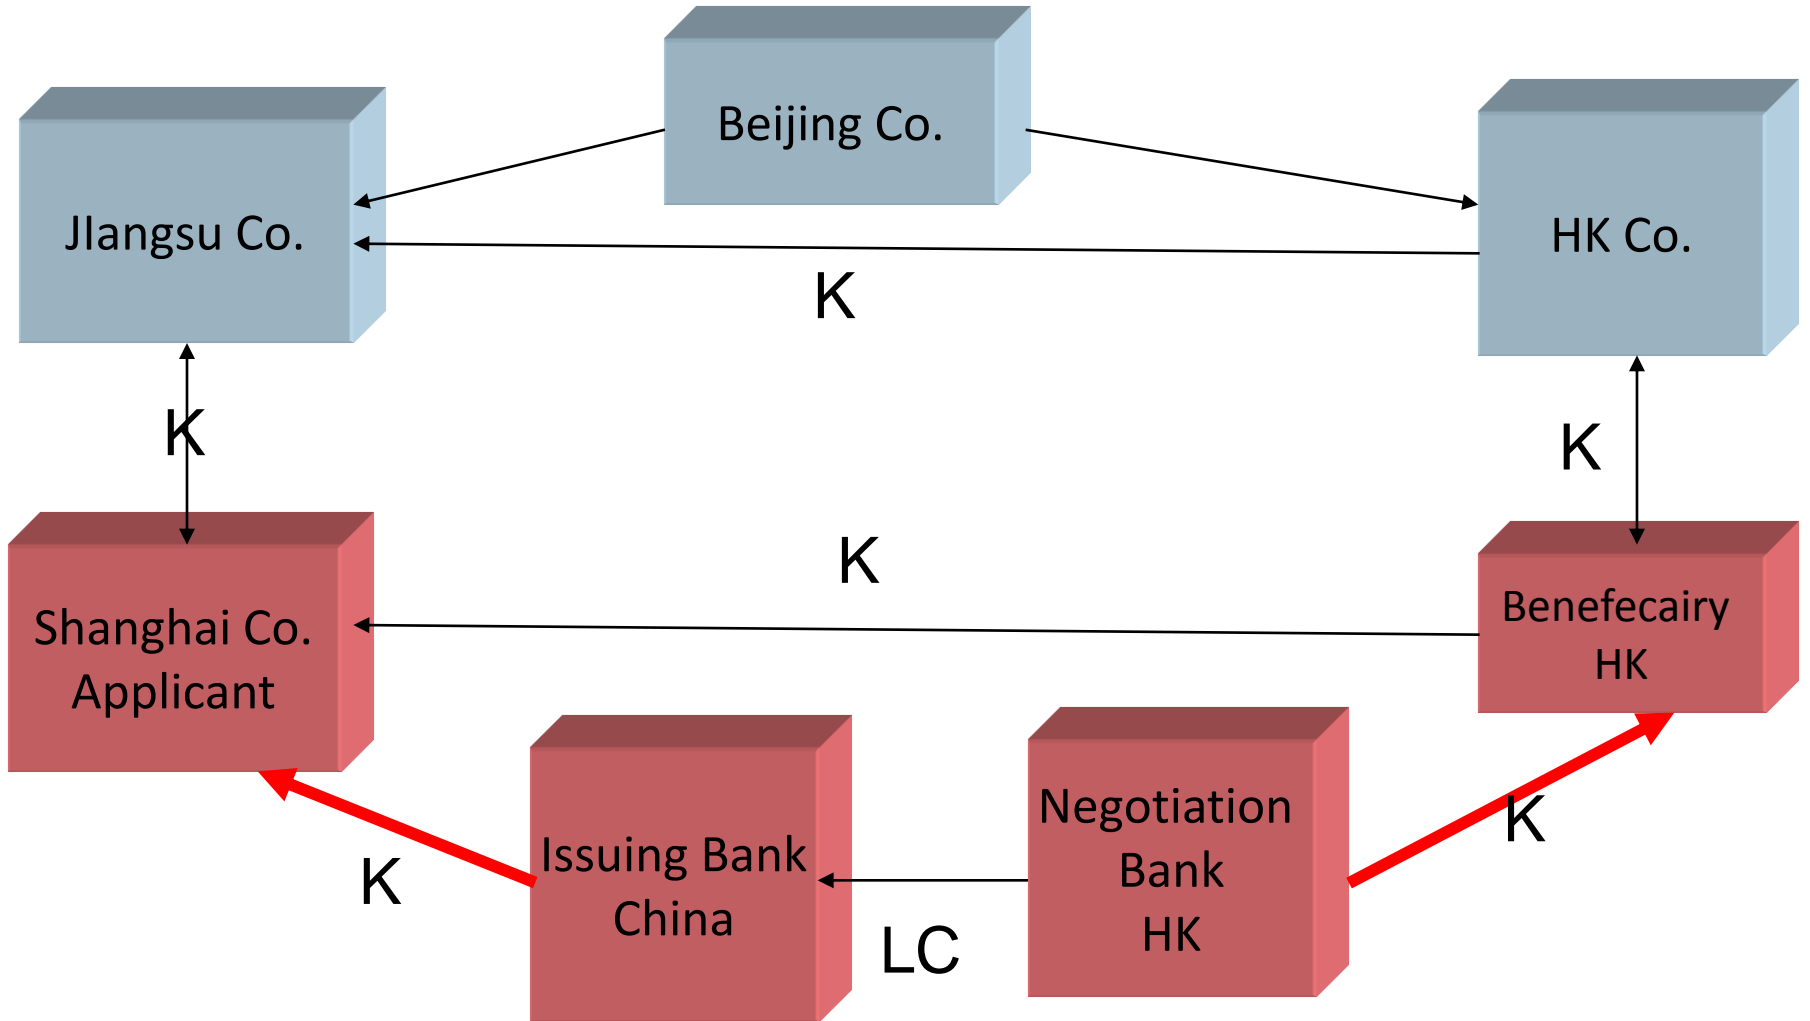 Beijing Co.
JIangsu Co.
HK Co.
K
K
K
K
Shanghai Co.
Applicant
Benefecairy
HK
Negotiation
Bank
HK
Issuing Bank
China
K
K
LC